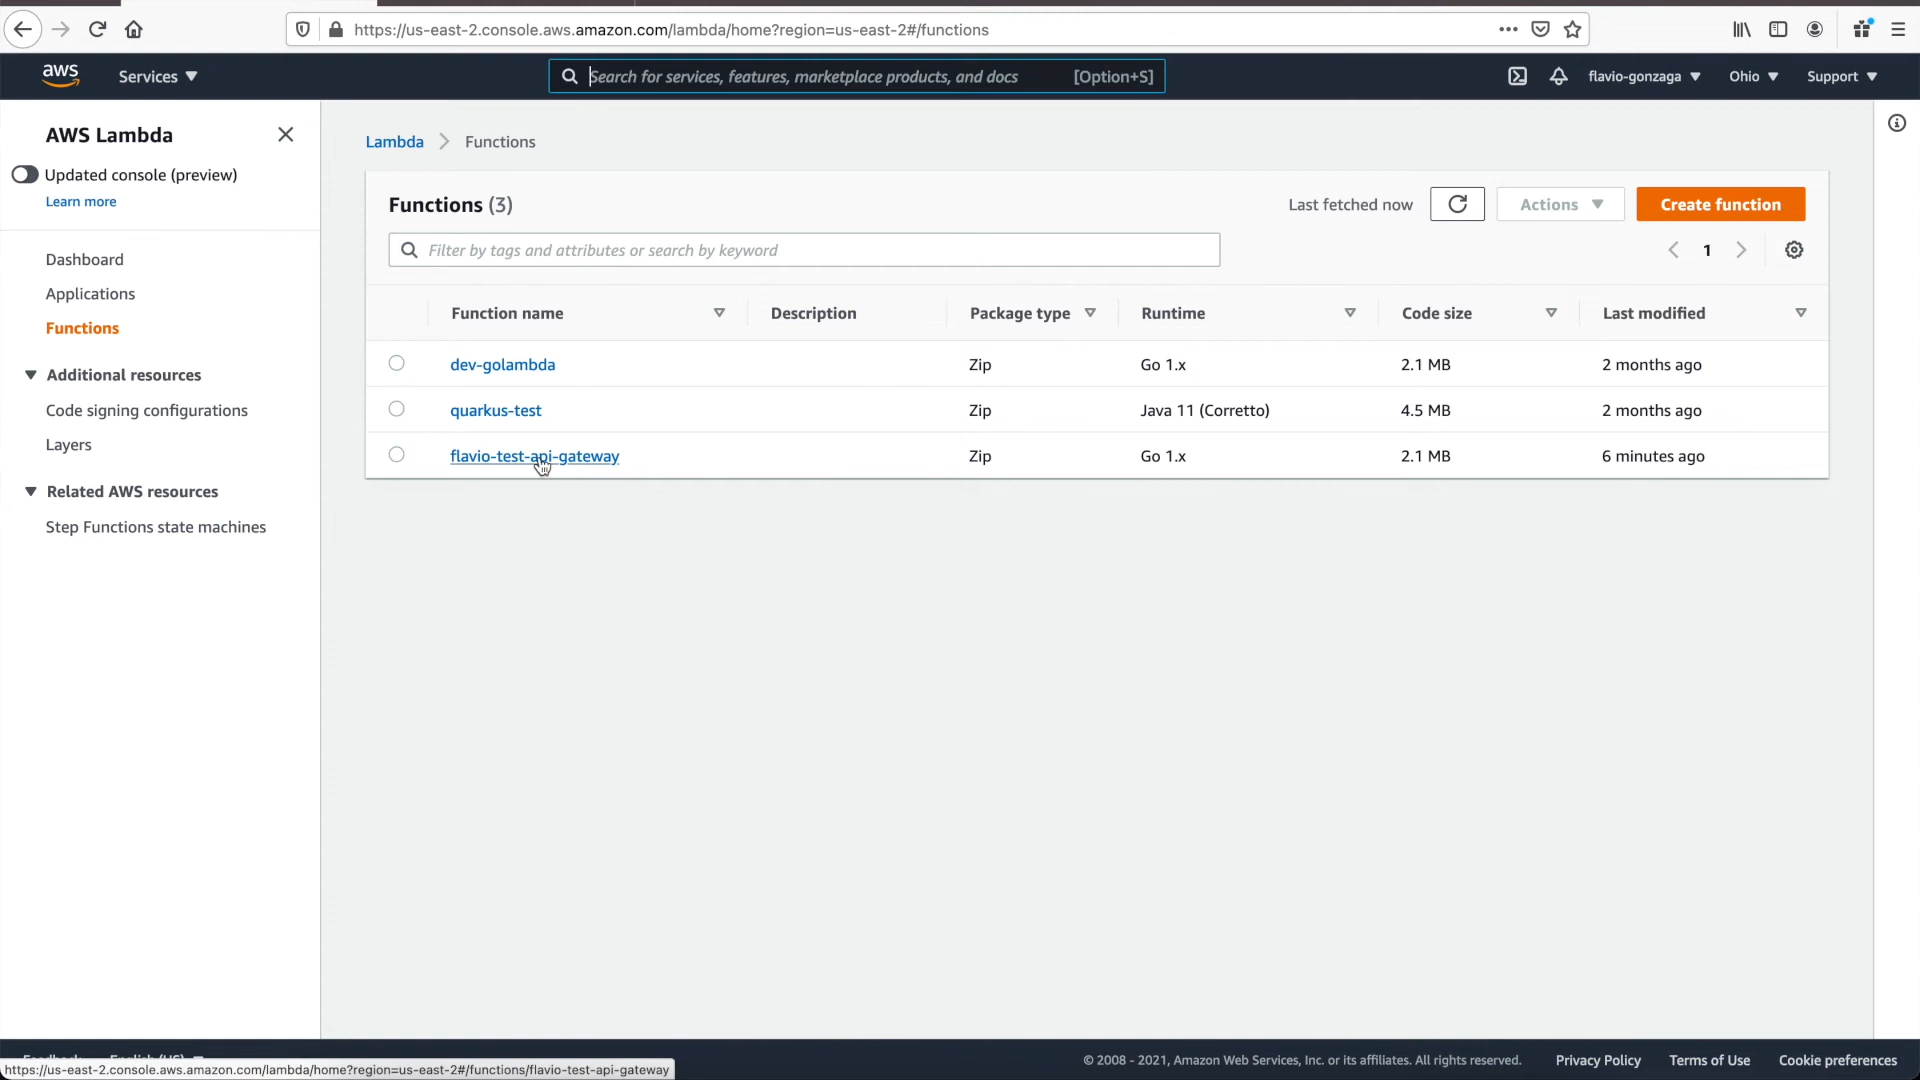 https://us-east-2.console.aws.amazon.com/lambda/home?region=us-east-2#/functions
aws
Services
Search for services, features, marketplace products, and docs [Option+S]
flavio-gonzaga
Ohio
Support
AWS Lambda
Updated console (preview)
Learn more
Dashboard
Applications
Functions
Additional resources
Code signing configurations
Layers
Related AWS resources
Step Functions state machines
Lambda Functions
Functions (3)
Last fetched now
Actions
Create function
Filter by tags and attributes or search by keyword
1
Function name Description Package type Runtime Code size Last modified
dev-golambda Zip Go 1.x 2.1 MB 2 months ago
quarkus-test Zip Java 11 (Corretto) 4.5 MB 2 months ago
flavio-test-api-gateway Zip Go 1.x 2.1 MB 6 minutes ago
© 2008 - 2021, Amazon Web Services, Inc. or its affiliates. All rights reserved. Privacy Policy Terms of Use Cookie preferences
https://us-east-2.console.aws.amazon.com/lambda/home?region=us-east-2#/functions/flavio-test-api-gateway